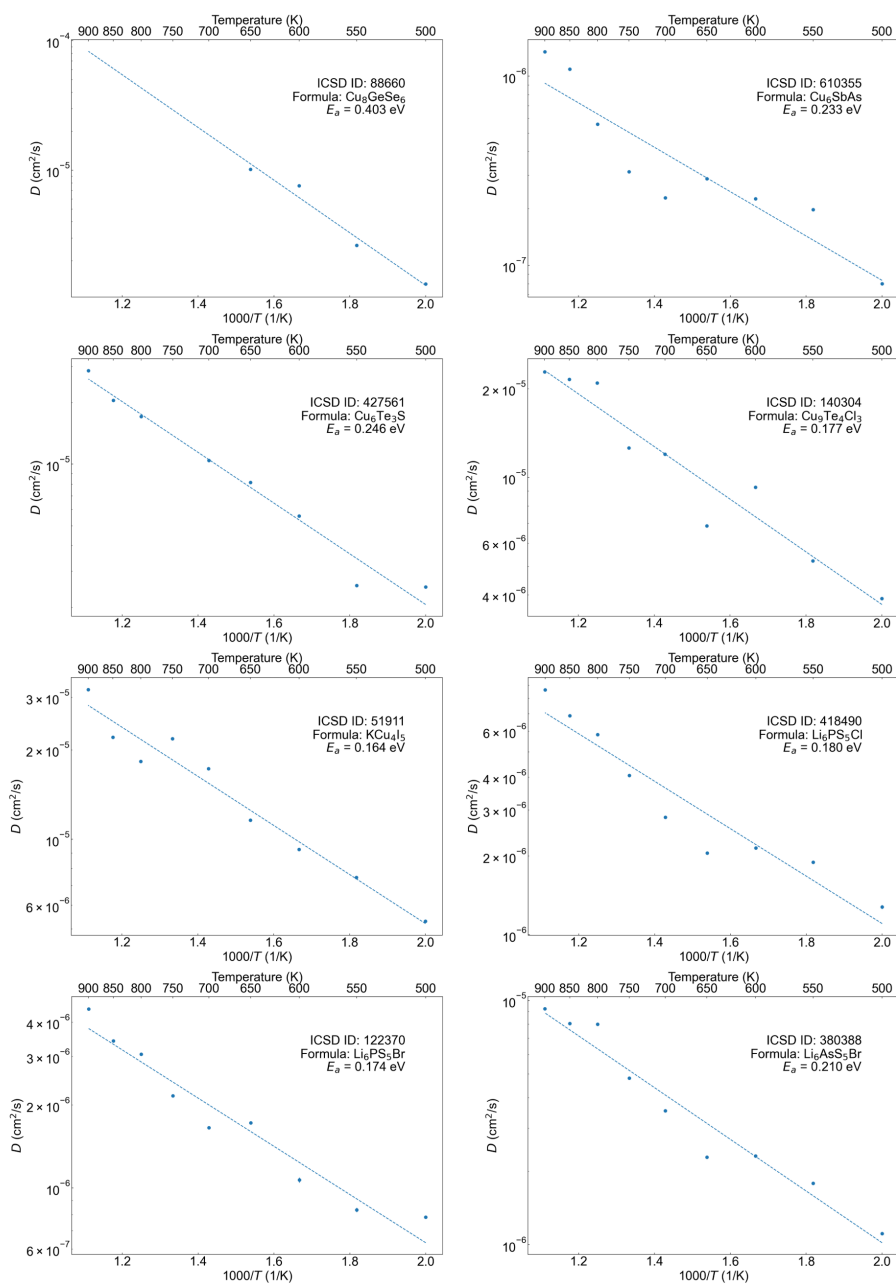 Temperature (K)
900 850 800 700 650 600 550 500
10⁻⁴
10⁻⁵
D (cm²/s)
ICSD ID: 88660
Formula: Cu₈GeSe₆
Eₐ = 0.403 eV
1.2 1.4 1.6 1.8 2.0
1000/T (1/K)
Temperature (K)
900 850 800 750 700 650 600 550 500
10⁻⁶
10⁻⁷
D (cm²/s)
ICSD ID: 610355
Formula: Cu₆SbAs
Eₐ = 0.233 eV
1.2 1.4 1.6 1.8 2.0
1000/T (1/K)
Temperature (K)
900 850 800 700 650 600 550 500
10⁻⁵
D (cm²/s)
ICSD ID: 427561
Formula: Cu₆Te₃S
Eₐ = 0.246 eV
1.2 1.4 1.6 1.8 2.0
1000/T (1/K)
Temperature (K)
900 850 800 750 700 650 600 550 500
2 × 10⁻⁵
10⁻⁵
6 × 10⁻⁶
4 × 10⁻⁶
D (cm²/s)
ICSD ID: 140304
Formula: Cu₉Te₄Cl₃
Eₐ = 0.177 eV
1.2 1.4 1.6 1.8 2.0
1000/T (1/K)
Temperature (K)
900 850 800 750 700 650 600 550 500
3 × 10⁻⁵
2 × 10⁻⁵
10⁻⁵
6 × 10⁻⁶
D (cm²/s)
ICSD ID: 51911
Formula: KCu₄I₅
Eₐ = 0.164 eV
1.2 1.4 1.6 1.8 2.0
1000/T (1/K)
Temperature (K)
900 850 800 750 700 650 600 550 500
6 × 10⁻⁶
4 × 10⁻⁶
3 × 10⁻⁶
2 × 10⁻⁶
10⁻⁶
D (cm²/s)
ICSD ID: 418490
Formula: Li₆PS₅Cl
Eₐ = 0.180 eV
1.2 1.4 1.6 1.8 2.0
1000/T (1/K)
Temperature (K)
900 850 800 750 700 650 600 550 500
4 × 10⁻⁶
3 × 10⁻⁶
2 × 10⁻⁶
10⁻⁶
6 × 10⁻⁷
D (cm²/s)
ICSD ID: 122370
Formula: Li₆PS₅Br
Eₐ = 0.174 eV
1.2 1.4 1.6 1.8 2.0
1000/T (1/K)
Temperature (K)
900 850 800 750 700 650 600 550 500
10⁻⁵
10⁻⁶
D (cm²/s)
ICSD ID: 380388
Formula: Li₆AsS₅Br
Eₐ = 0.210 eV
1.2 1.4 1.6 1.8 2.0
1000/T (1/K)